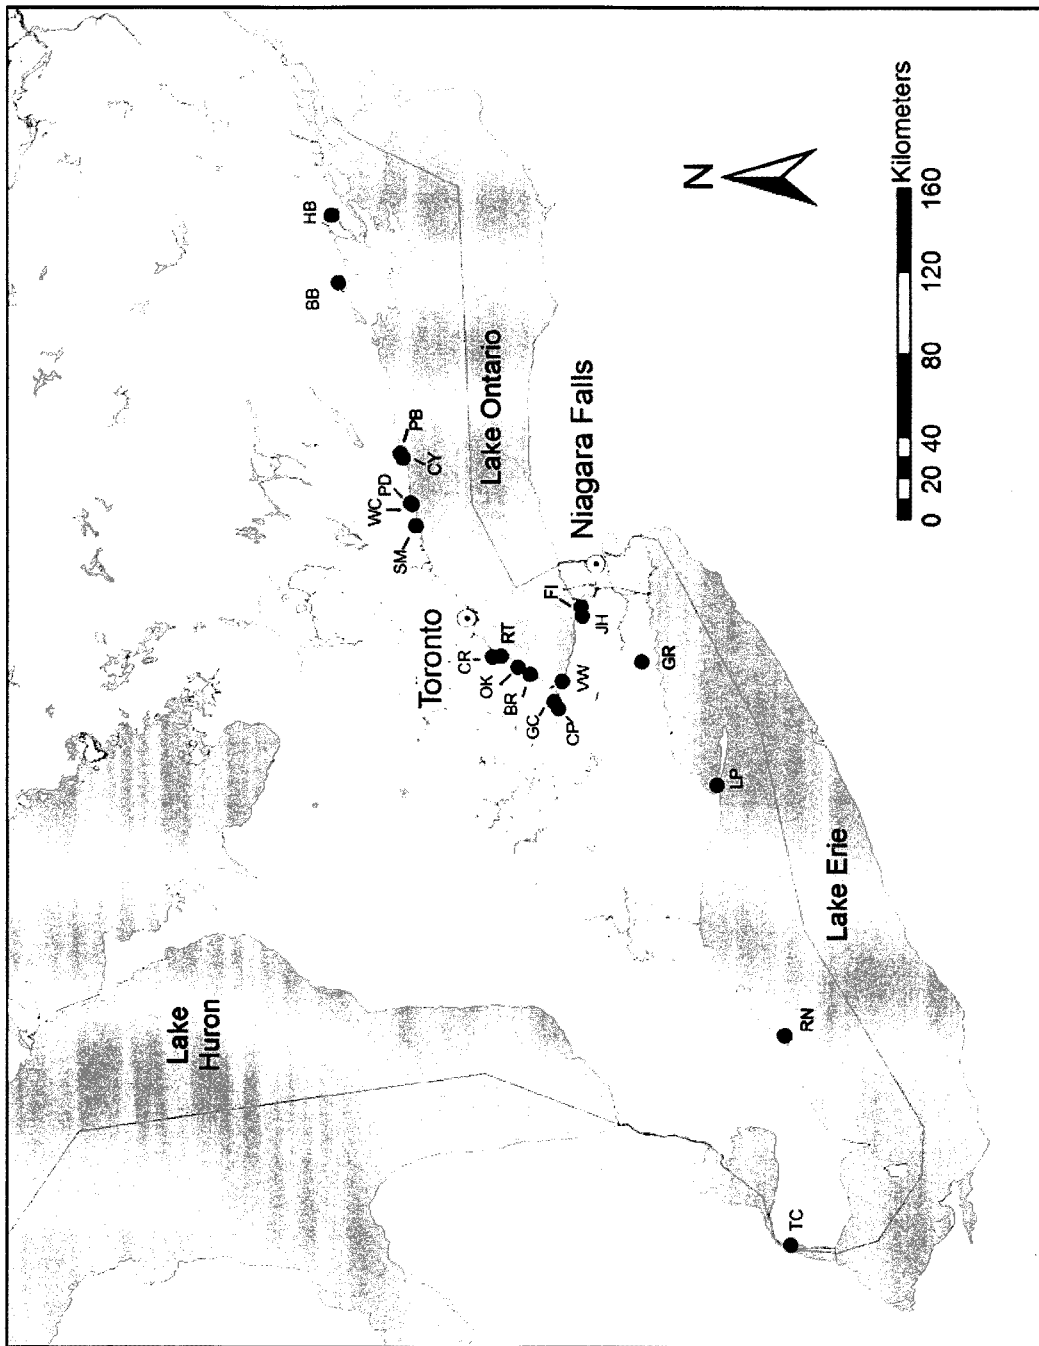 HB
BB
PB
CY
PD
WC
SM
Lake Ontario
Niagara Falls
Toronto
FI
JH
RT
CR
OK
BR
VW
GC
CP
GR
LP
Lake Erie
RN
TC
Lake
Huron
N
0 20 40 80 120 160
Kilometers